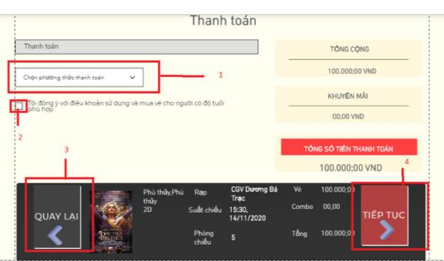 Thanh toán
Thanh toán
Chọn phương thức thanh toán
1
Tôi đồng ý với điều khoản sử dụng và mua vé cho người có độ tuổi
phù hợp
2
TỔNG CỘNG
100.000,00 VND
KHUYẾN MÃI
00,00 VND
TỔNG SỐ TIỀN THANH TOÁN
100.000,00 VND
3
4
QUAY LẠI
Phù thủy,Phù
thủy
2D
Rạp
CGV Dương Bá
Trạc
Suất chiếu
15:30,
14/11/2020
Phòng
chiếu
5
Vé
100.000,00
Combo
00,00
Tổng
100.000,00
TIẾP TỤC